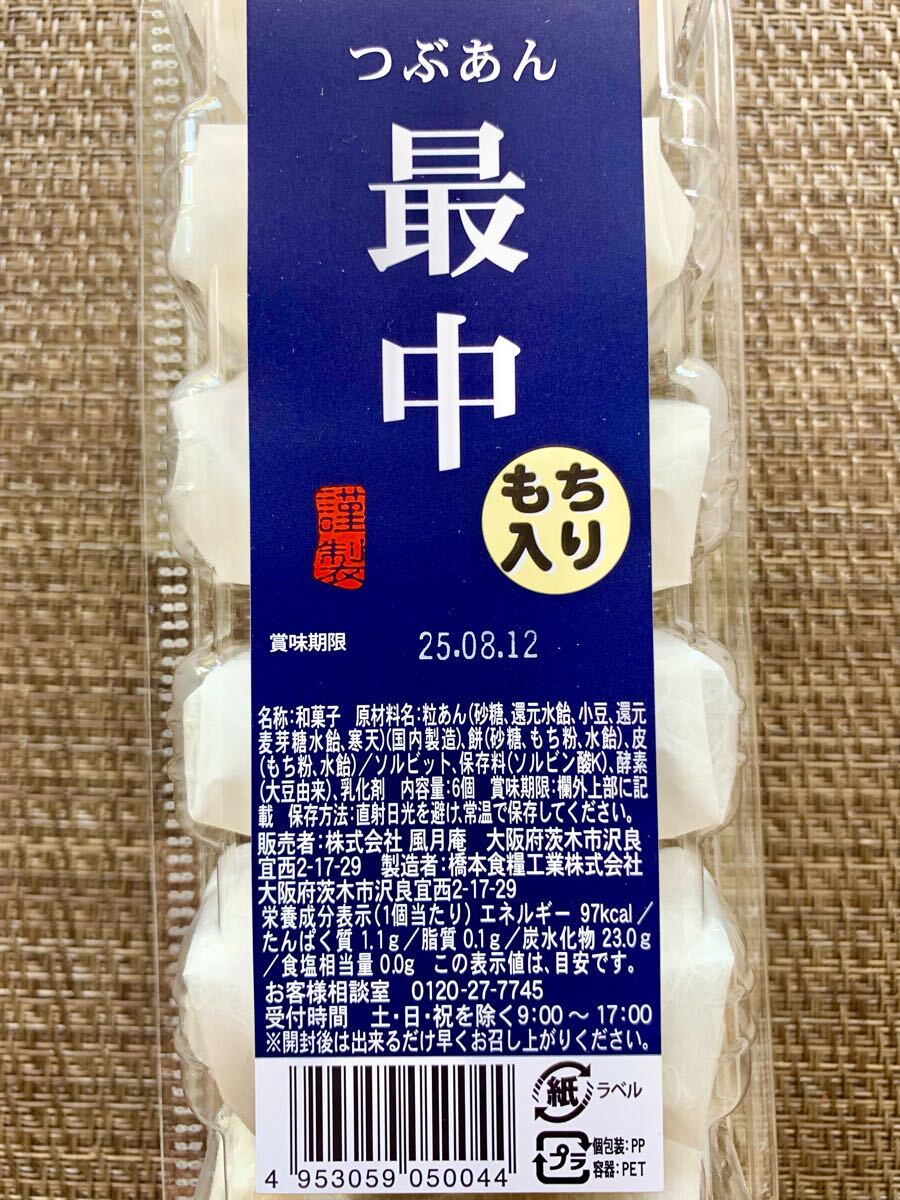 つぶあん
最中
もち
入り
謹製
賞味期限 25.08.12
名称:和菓子 原材料名:粒あん(砂糖、還元水飴、小豆、還元
麦芽糖水飴、寒天)(国内製造)、餅(砂糖、もち粉、水飴)、皮
(もち粉、水飴)/ソルビット、保存料(ソルビン酸K)、酵素
(大豆由来)、乳化剤 内容量:6個 賞味期限:欄外上部に記
載 保存方法:直射日光を避け、常温で保存してください。
販売者:株式会社 風月庵 大阪府茨木市沢良
宜西2-17-29 製造者:橋本食糧工業株式会社
大阪府茨木市沢良宜西2-17-29
栄養成分表示(1個当たり) エネルギー 97kcal/
たんぱく質 1.1g/脂質 0.1g/炭水化物 23.0g
/食塩相当量 0.0g この表示値は、目安です。
お客様相談室 0120-27-7745
受付時間 土・日・祝を除く9:00~17:00
※開封後は出来るだけ早くお召し上がりください。
紙 ラベル
プラ 個包装:PP
容器:PET
4 953059 050044